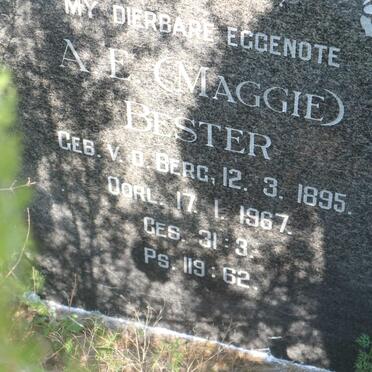 MY DIERBARE EGGENOTE
A. E. (MAGGIE)
BESTER
GEB. V. D. BERG, 12. 3. 1895.
OORL. 17. 1. 1967.
GES. 31:3.
PS. 119:62.